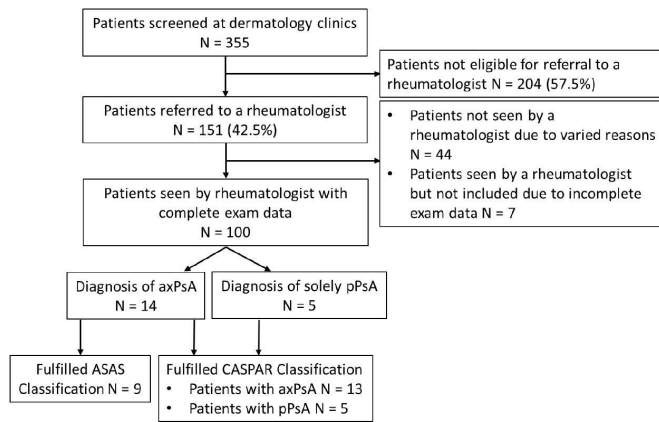 Patients screened at dermatology clinics
N = 355
Patients not eligible for referral to a
rheumatologist N = 204 (57.5%)
Patients referred to a rheumatologist
N = 151 (42.5%)
• Patients not seen by a
rheumatologist due to varied reasons
N = 44
• Patients seen by a rheumatologist
but not included due to incomplete
exam data N = 7
Patients seen by rheumatologist with
complete exam data
N = 100
Diagnosis of axPsA
N = 14
Diagnosis of solely pPsA
N = 5
Fulfilled ASAS
Classification N = 9
Fulfilled CASPAR Classification
• Patients with axPsA N = 13
• Patients with pPsA N = 5